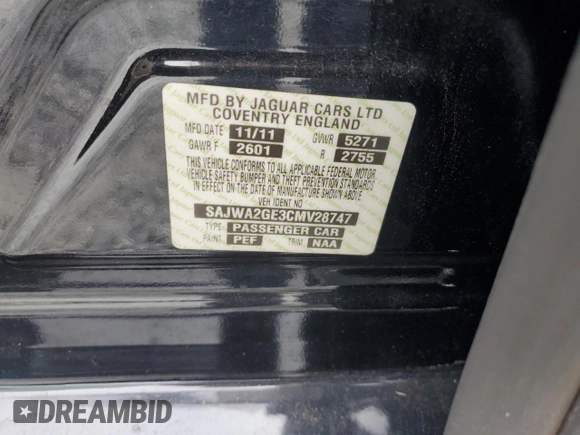 MFD BY JAGUAR CARS LTD
COVENTRY ENGLAND
MFD DATE 11/11 GVWR 5271
GAWR F 2601 R 2755
THIS VEHICLE CONFORMS TO ALL APPLICABLE FEDERAL MOTOR
VEHICLE SAFETY, BUMPER AND THEFT PREVENTION STANDARDS
IN EFFECT ON THE DATE OF MANUFACTURE SHOWN ABOVE
VEH IDENT NO
SAJWA2GE3CMV28747
TYPE PASSENGER CAR
PAINT PEF TRIM NAA
DREAMBID